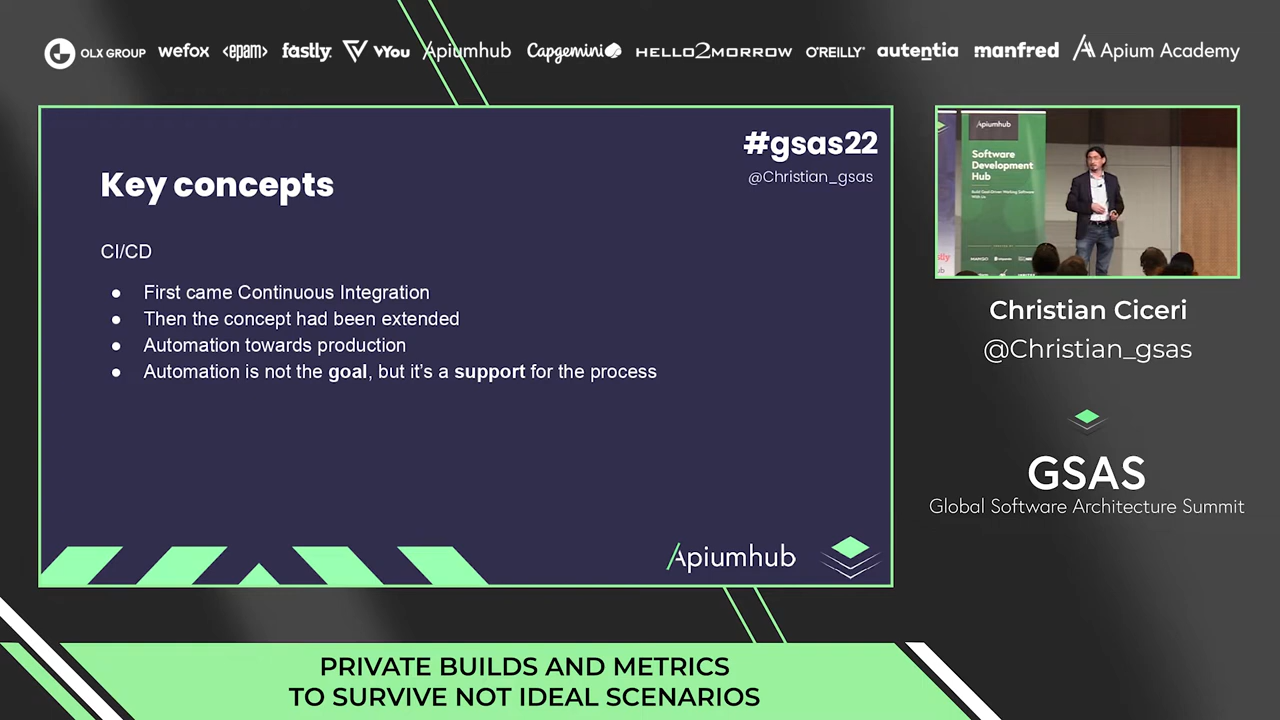 OLX GROUP wefox <epam> fastly. vYou Apiumhub Capgemini HELLO2MORROW O'REILLY® autentia manfred Apium Academy
#gsas22
@Christian_gsas
Key concepts
CI/CD
● First came Continuous Integration
● Then the concept had been extended
● Automation towards production
● Automation is not the goal, but it's a support for the process
Apiumhub
Apiumhub
Software
Development
Hub
Christian Ciceri
@Christian_gsas
GSAS
Global Software Architecture Summit
PRIVATE BUILDS AND METRICS
TO SURVIVE NOT IDEAL SCENARIOS